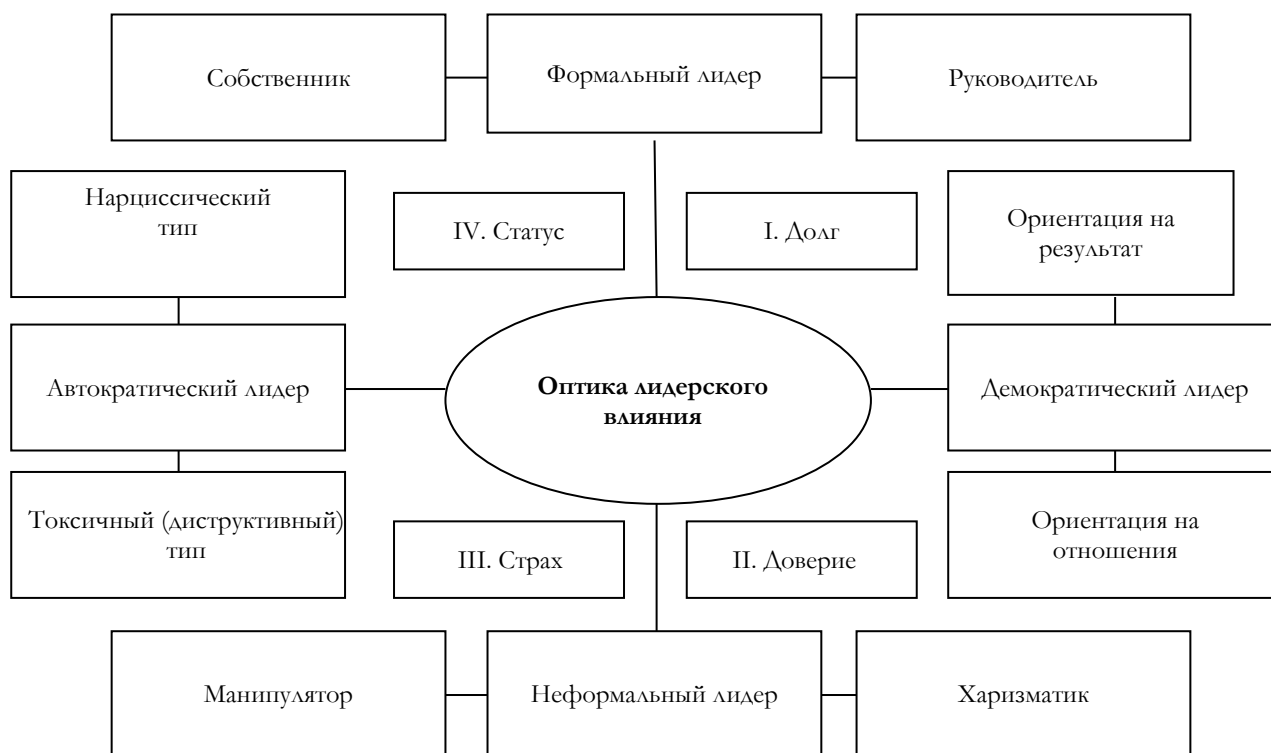 Собственник
Формальный лидер
Руководитель
Нарциссический
тип
IV. Статус
I. Долг
Ориентация на
результат
Автократический лидер
Оптика лидерского
влияния
Демократический лидер
Токсичный (диструктивный)
тип
III. Страх
II. Доверие
Ориентация на
отношения
Манипулятор
Неформальный лидер
Харизматик